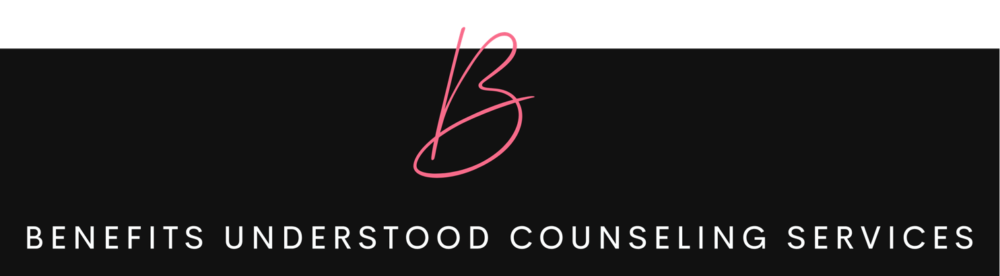 B
BENEFITS UNDERSTOOD COUNSELING SERVICES